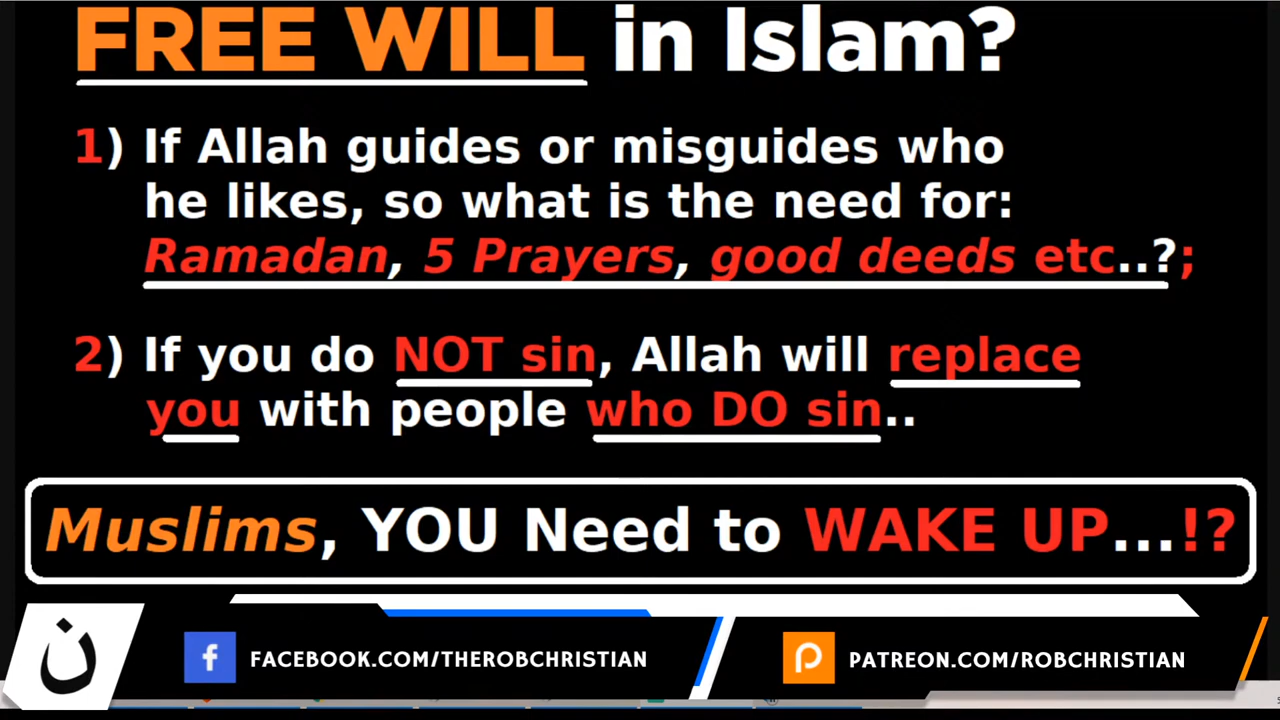 FREE WILL in Islam?
1) If Allah guides or misguides who
he likes, so what is the need for:
Ramadan, 5 Prayers, good deeds etc..?;
2) If you do NOT sin, Allah will replace
you with people who DO sin..
Muslims, YOU Need to WAKE UP...!?
ن
FACEBOOK.COM/THEROBCHRISTIAN
PATREON.COM/ROBCHRISTIAN